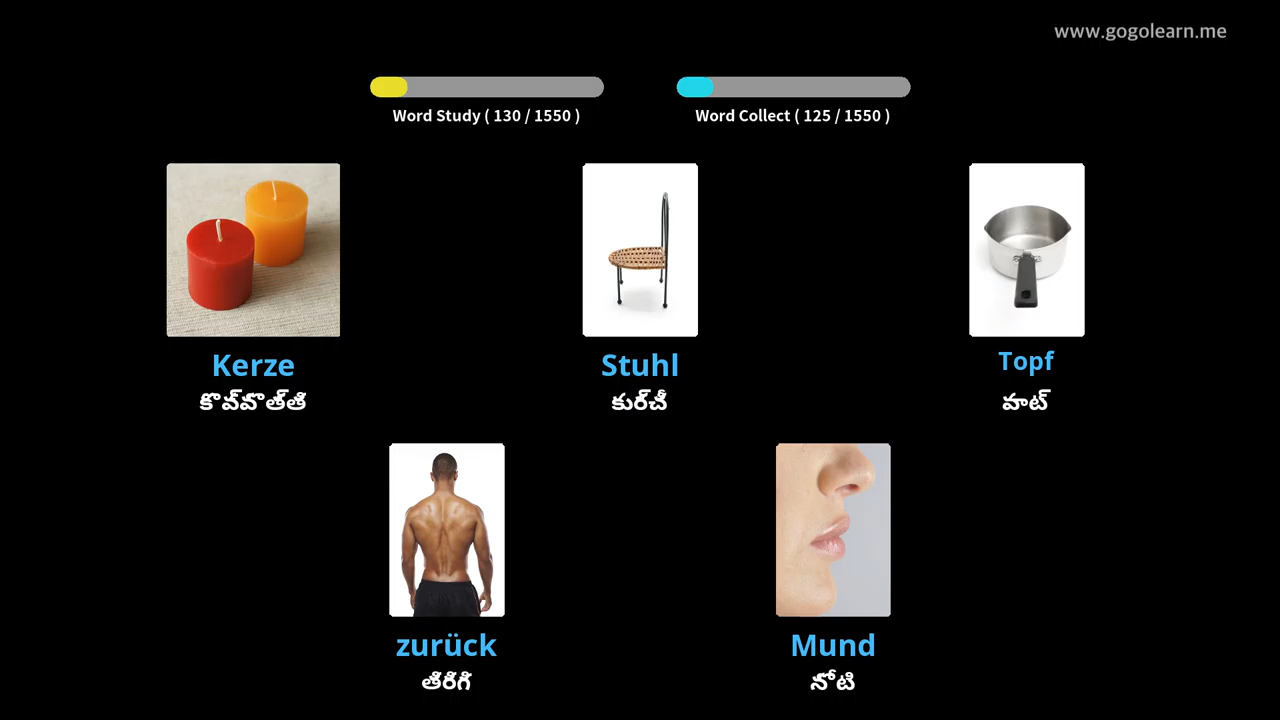 www.gogolearn.me
Word Study ( 130 / 1550 )
Word Collect ( 125 / 1550 )
Kerze
కొవ్వొత్తి
Stuhl
కుర్చీ
Topf
పాట్
zurück
తిరిగి
Mund
నోటి